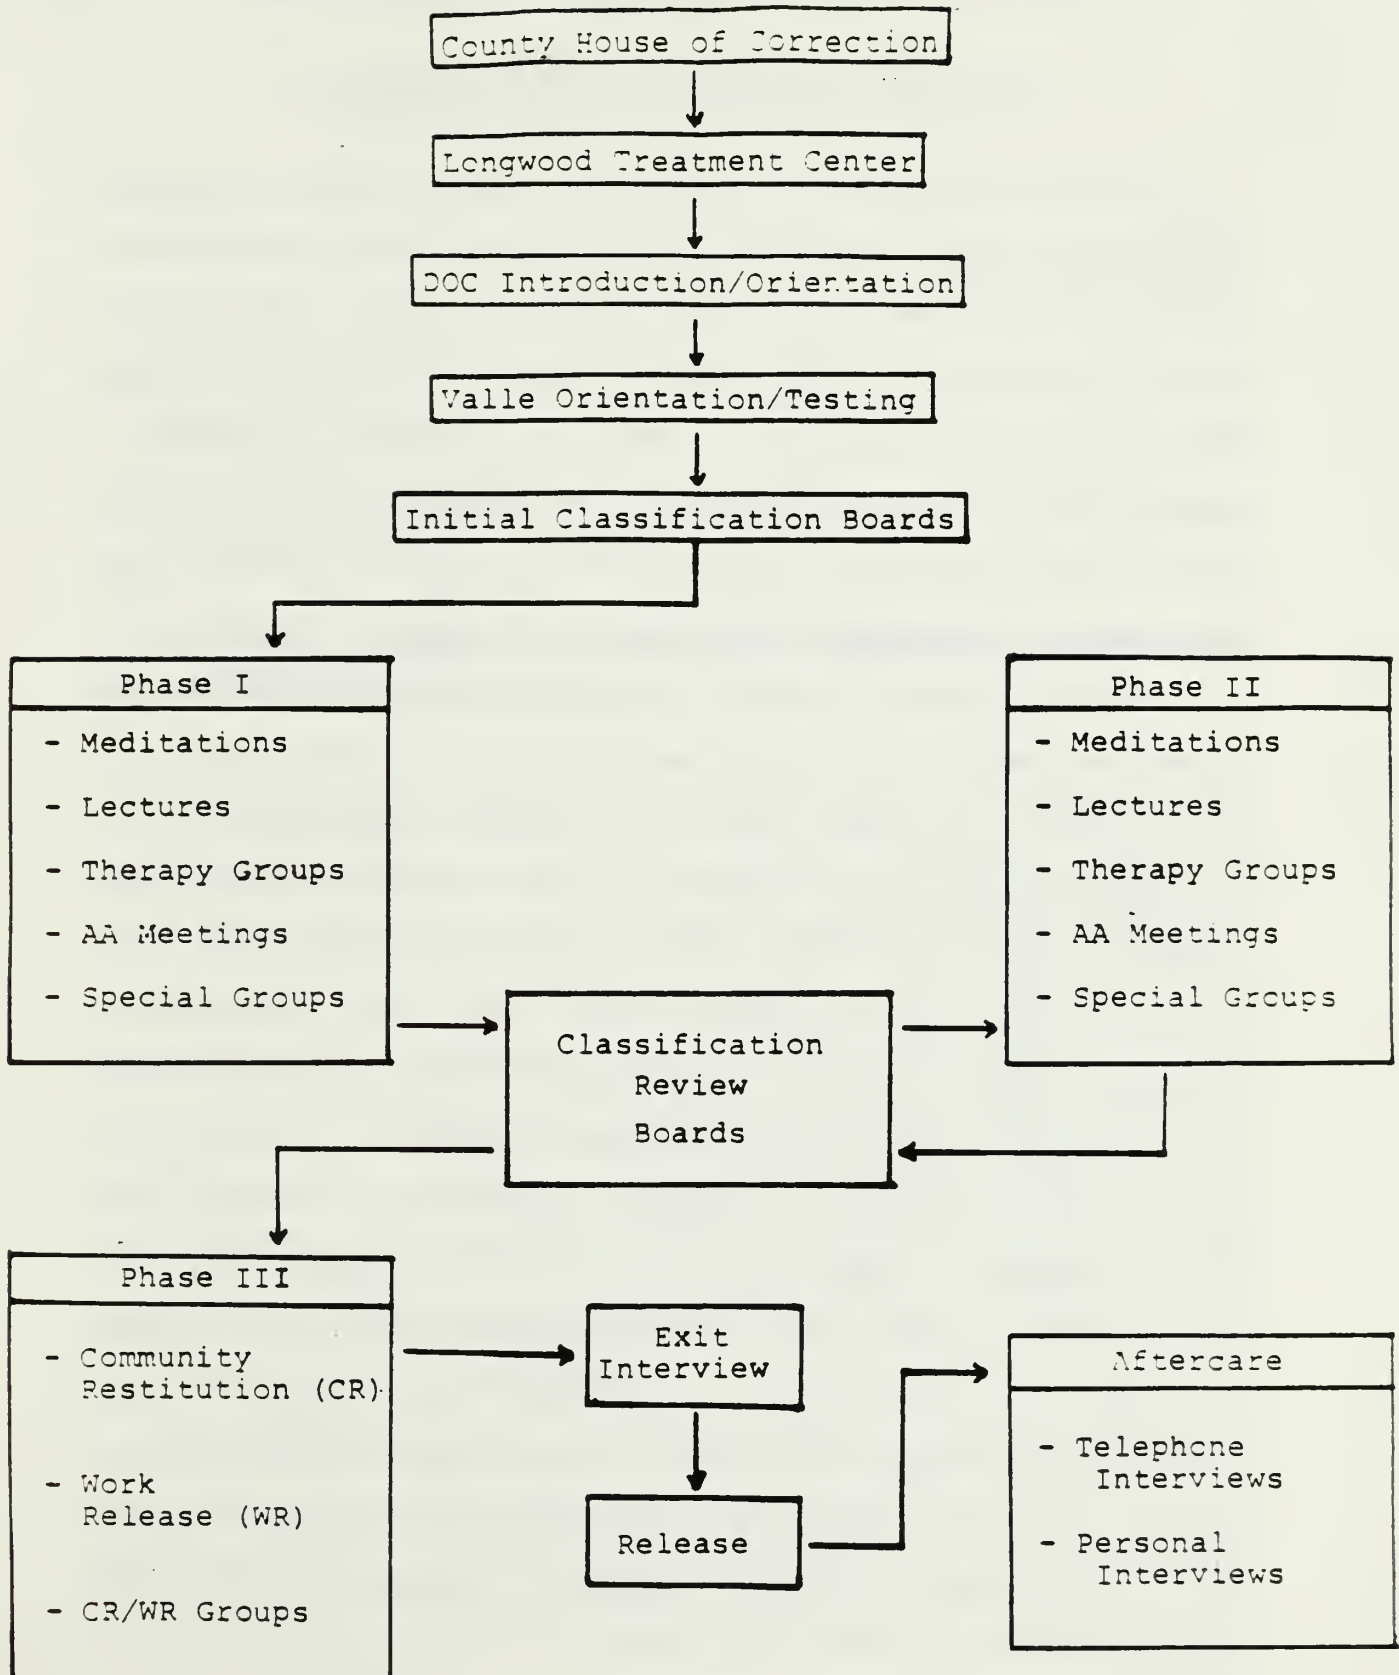 County House of Correction
Longwood Treatment Center
DOC Introduction/Orientation
Valle Orientation/Testing
Initial Classification Boards
Phase I
- Meditations
- Lectures
- Therapy Groups
- AA Meetings
- Special Groups
Phase II
- Meditations
- Lectures
- Therapy Groups
- AA Meetings
- Special Groups
Classification
Review
Boards
Phase III
- Community
Restitution (CR)
- Work
Release (WR)
- CR/WR Groups
Exit
Interview
Release
Aftercare
- Telephone
Interviews
- Personal
Interviews